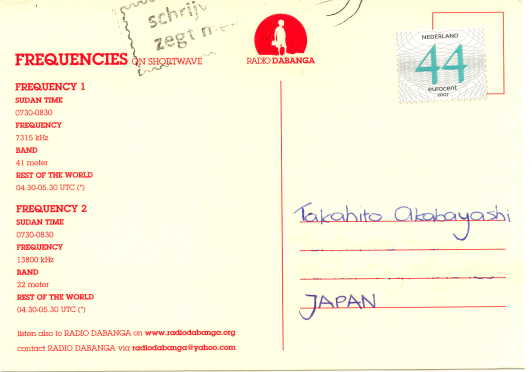 schrijv
zegt m
FREQUENCIES ON SHORTWAVE
RADIO DABANGA
NEDERLAND
44
eurocent
2007
FREQUENCY 1
SUDAN TIME
0730-0830
FREQUENCY
7315 kHz
BAND
41 meter
REST OF THE WORLD
04.30-05.30 UTC (*)
FREQUENCY 2
SUDAN TIME
0730-0830
FREQUENCY
13800 kHz
BAND
22 meter
REST OF THE WORLD
04.30-05.30 UTC (*)
listen also to RADIO DABANGA on www.radiodabanga.org
contact RADIO DABANGA via radiodabanga@yahoo.com
Takahito Akabayashi
JAPAN